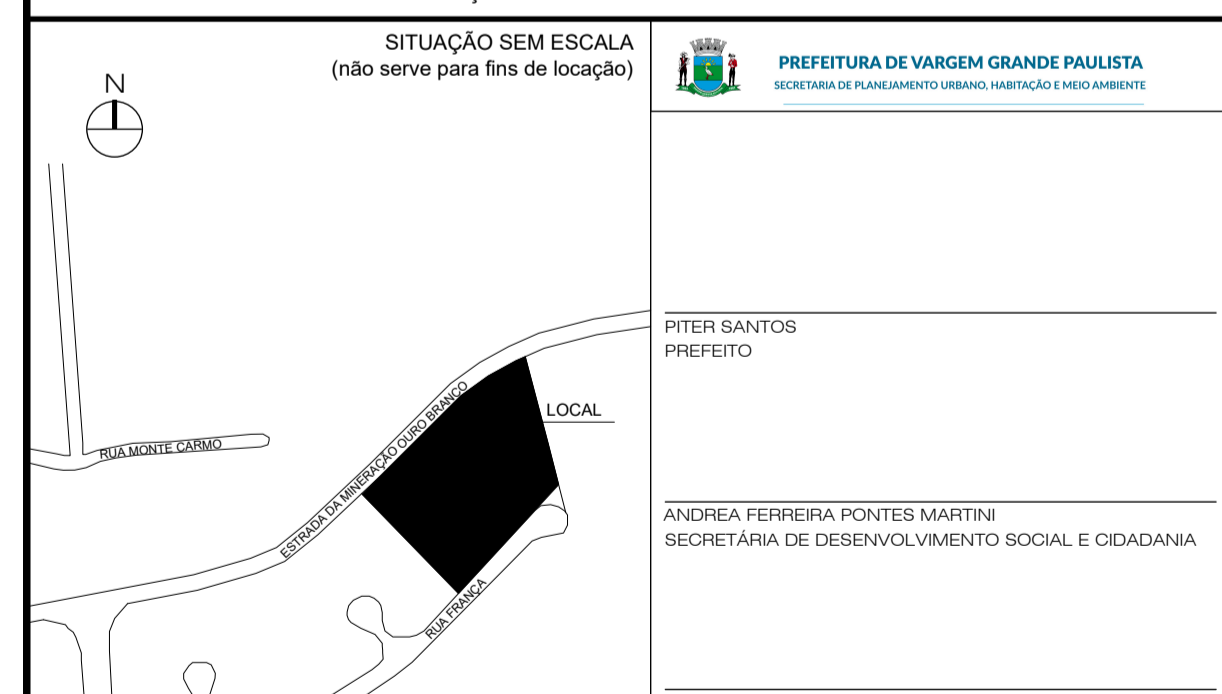 SITUAÇÃO SEM ESCALA
(não serve para fins de locação)
N
RUA MONTE CARMO
ESTRADA DA MINERAÇÃO OURO BRANCO
LOCAL
RUA FRANÇA
PREFEITURA DE VARGEM GRANDE PAULISTA
SECRETARIA DE PLANEJAMENTO URBANO, HABITAÇÃO E MEIO AMBIENTE
PITER SANTOS
PREFEITO
ANDREA FERREIRA PONTES MARTINI
SECRETÁRIA DE DESENVOLVIMENTO SOCIAL E CIDADANIA